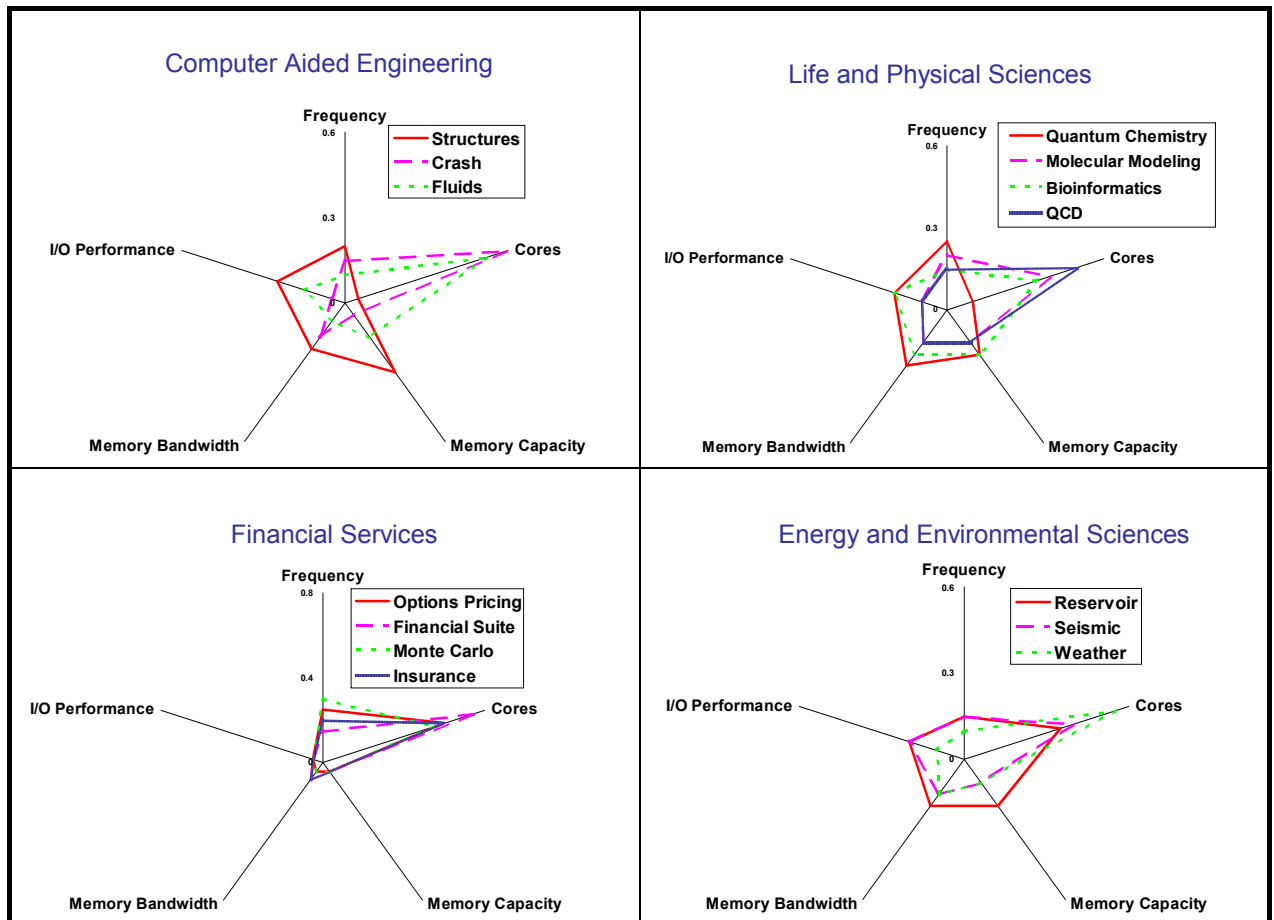 Computer Aided Engineering
Frequency
0.6
Structures
Crash
Fluids
0.3
I/O Performance
Cores
0
Memory Bandwidth
Memory Capacity
Life and Physical Sciences
Frequency
0.6
Quantum Chemistry
Molecular Modeling
Bioinformatics
QCD
0.3
I/O Performance
Cores
0
Memory Bandwidth
Memory Capacity
Financial Services
Frequency
0.8
Options Pricing
Financial Suite
Monte Carlo
Insurance
0.4
I/O Performance
Cores
0
Memory Bandwidth
Memory Capacity
Energy and Environmental Sciences
Frequency
0.6
Reservoir
Seismic
Weather
0.3
I/O Performance
Cores
0
Memory Bandwidth
Memory Capacity